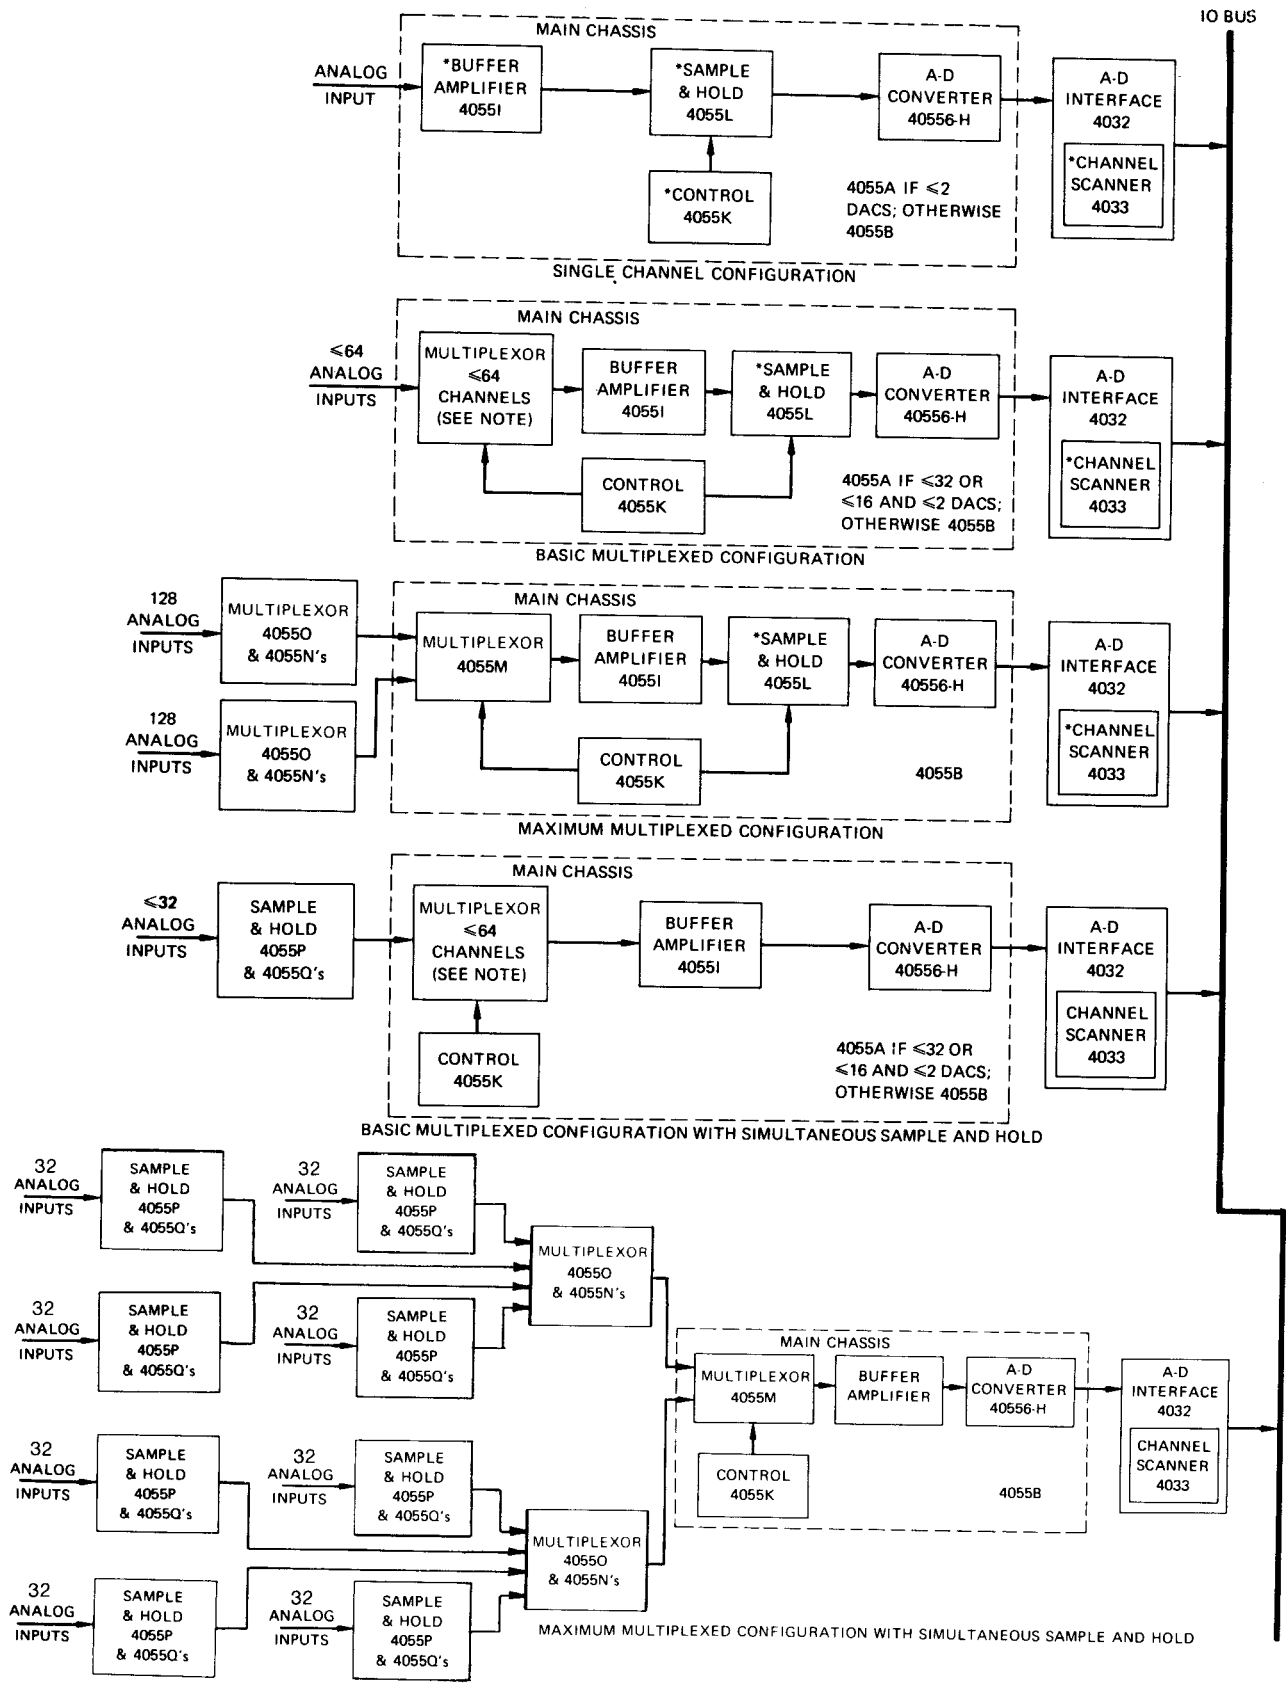 IO BUS
MAIN CHASSIS
ANALOG
INPUT
*BUFFER
AMPLIFIER
4055I
*SAMPLE
& HOLD
4055L
A-D
CONVERTER
40556-H
A-D
INTERFACE
4032
*CHANNEL
SCANNER
4033
*CONTROL
4055K
4055A IF ⩽2
DACS; OTHERWISE
4055B
SINGLE CHANNEL CONFIGURATION
MAIN CHASSIS
⩽64
ANALOG
INPUTS
MULTIPLEXOR
⩽64
CHANNELS
(SEE NOTE)
BUFFER
AMPLIFIER
4055I
*SAMPLE
& HOLD
4055L
A-D
CONVERTER
40556-H
A-D
INTERFACE
4032
*CHANNEL
SCANNER
4033
CONTROL
4055K
4055A IF ⩽32 OR
⩽16 AND ⩽2 DACS;
OTHERWISE 4055B
BASIC MULTIPLEXED CONFIGURATION
128
ANALOG
INPUTS
MULTIPLEXOR
4055O
& 4055N's
128
ANALOG
INPUTS
MULTIPLEXOR
4055O
& 4055N's
MAIN CHASSIS
MULTIPLEXOR
4055M
BUFFER
AMPLIFIER
4055I
*SAMPLE
& HOLD
4055L
A-D
CONVERTER
40556-H
A-D
INTERFACE
4032
*CHANNEL
SCANNER
4033
CONTROL
4055K
4055B
MAXIMUM MULTIPLEXED CONFIGURATION
MAIN CHASSIS
⩽32
ANALOG
INPUTS
SAMPLE
& HOLD
4055P
& 4055Q's
MULTIPLEXOR
⩽64
CHANNELS
(SEE NOTE)
BUFFER
AMPLIFIER
4055I
A-D
CONVERTER
40556-H
A-D
INTERFACE
4032
CHANNEL
SCANNER
4033
CONTROL
4055K
4055A IF ⩽32 OR
⩽16 AND ⩽2 DACS;
OTHERWISE 4055B
BASIC MULTIPLEXED CONFIGURATION WITH SIMULTANEOUS SAMPLE AND HOLD
32
ANALOG
INPUTS
SAMPLE
& HOLD
4055P
& 4055Q's
32
ANALOG
INPUTS
SAMPLE
& HOLD
4055P
& 4055Q's
MULTIPLEXOR
4055O
& 4055N's
32
ANALOG
INPUTS
SAMPLE
& HOLD
4055P
& 4055Q's
32
ANALOG
INPUTS
SAMPLE
& HOLD
4055P
& 4055Q's
MAIN CHASSIS
MULTIPLEXOR
4055M
BUFFER
AMPLIFIER
A-D
CONVERTER
40556-H
A-D
INTERFACE
4032
CHANNEL
SCANNER
4033
CONTROL
4055K
4055B
32
ANALOG
INPUTS
SAMPLE
& HOLD
4055P
& 4055Q's
32
ANALOG
INPUTS
SAMPLE
& HOLD
4055P
& 4055Q's
MULTIPLEXOR
4055O
& 4055N's
32
ANALOG
INPUTS
SAMPLE
& HOLD
4055P
& 4055Q's
32
ANALOG
INPUTS
SAMPLE
& HOLD
4055P
& 4055Q's
MAXIMUM MULTIPLEXED CONFIGURATION WITH SIMULTANEOUS SAMPLE AND HOLD